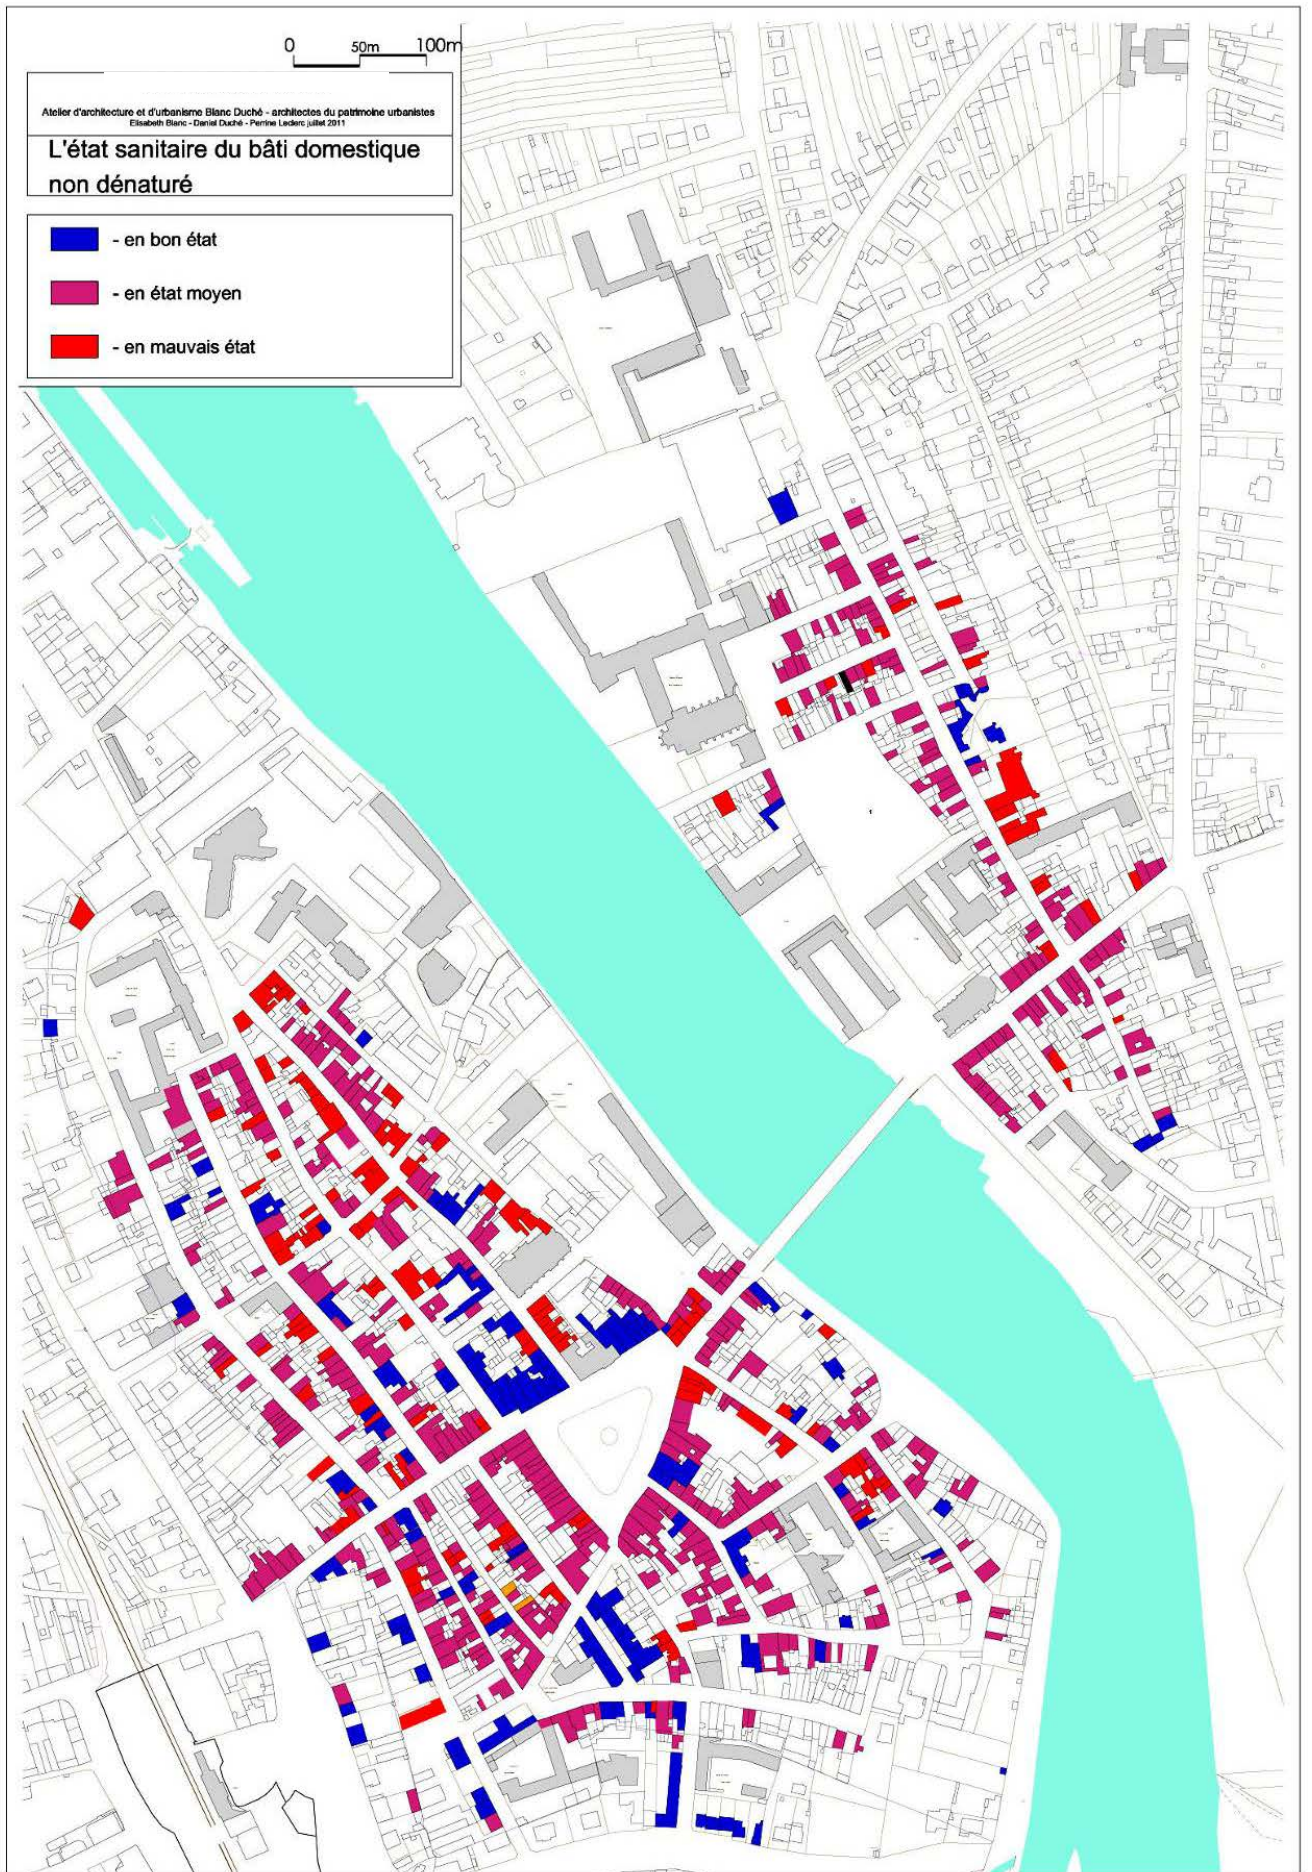 0 50m 100m
Atelier d'architecture et d'urbanisme Blanc Duché - architectes du patrimoine urbanistes
Elisabeth Blanc - Daniel Duché - Perrine Leclerc juillet 2011
L'état sanitaire du bâti domestique
non dénaturé
- en bon état
- en état moyen
- en mauvais état